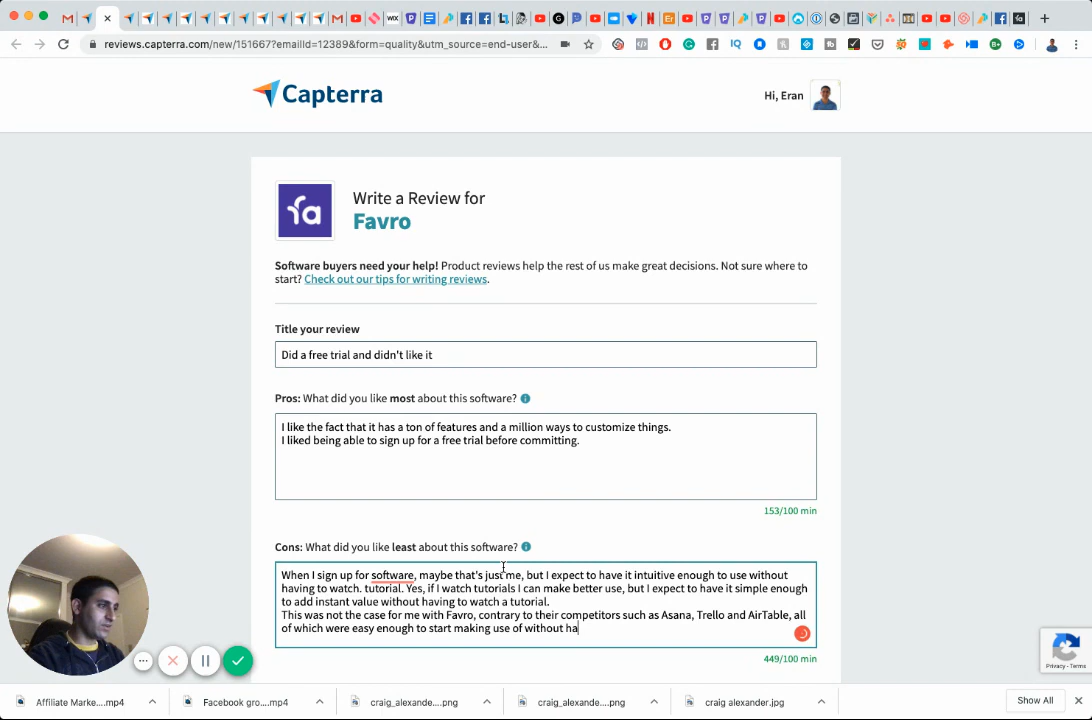 reviews.capterra.com/new/151667?emailId=12389&form=quality&utm_source=end-user&...
Capterra
Hi, Eran
Write a Review for
Favro
Software buyers need your help! Product reviews help the rest of us make great decisions. Not sure where to
start? Check out our tips for writing reviews.
Title your review
Did a free trial and didn't like it
Pros: What did you like most about this software?
I like the fact that it has a ton of features and a million ways to customize things.
I liked being able to sign up for a free trial before committing.
153/100 min
Cons: What did you like least about this software?
When I sign up for software, maybe that's just me, but I expect to have it intuitive enough to use without
having to watch. tutorial. Yes, if I watch tutorials I can make better use, but I expect to have it simple enough
to add instant value without having to watch a tutorial.
This was not the case for me with Favro, contrary to their competitors such as Asana, Trello and AirTable, all
of which were easy enough to start making use of without ha
449/100 min
Privacy - Terms
Affiliate Marke....mp4
Facebook gro....mp4
craig_alexande....png
craig_alexande....png
craig alexander.jpg
Show All